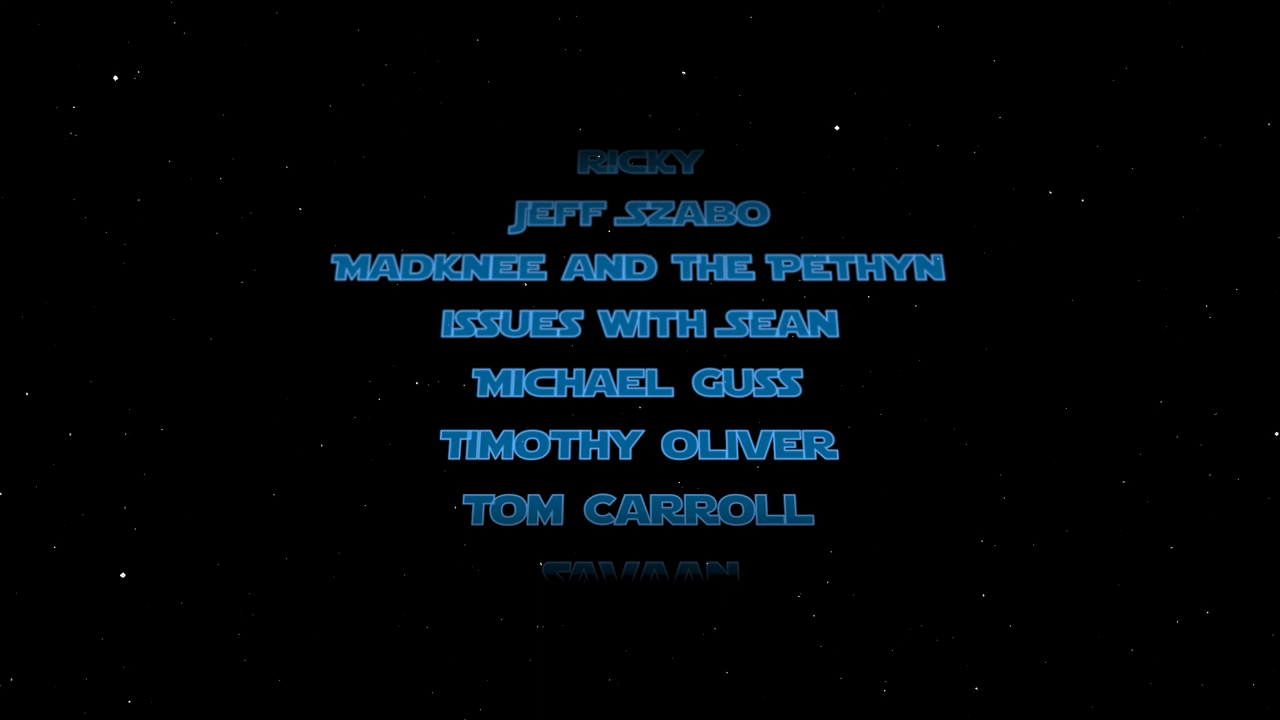 RICKY
JEFF SZABO
MADKNEE AND THE PETHYN
ISSUES WITH SEAN
MICHAEL GUSS
TIMOTHY OLIVER
TOM CARROLL